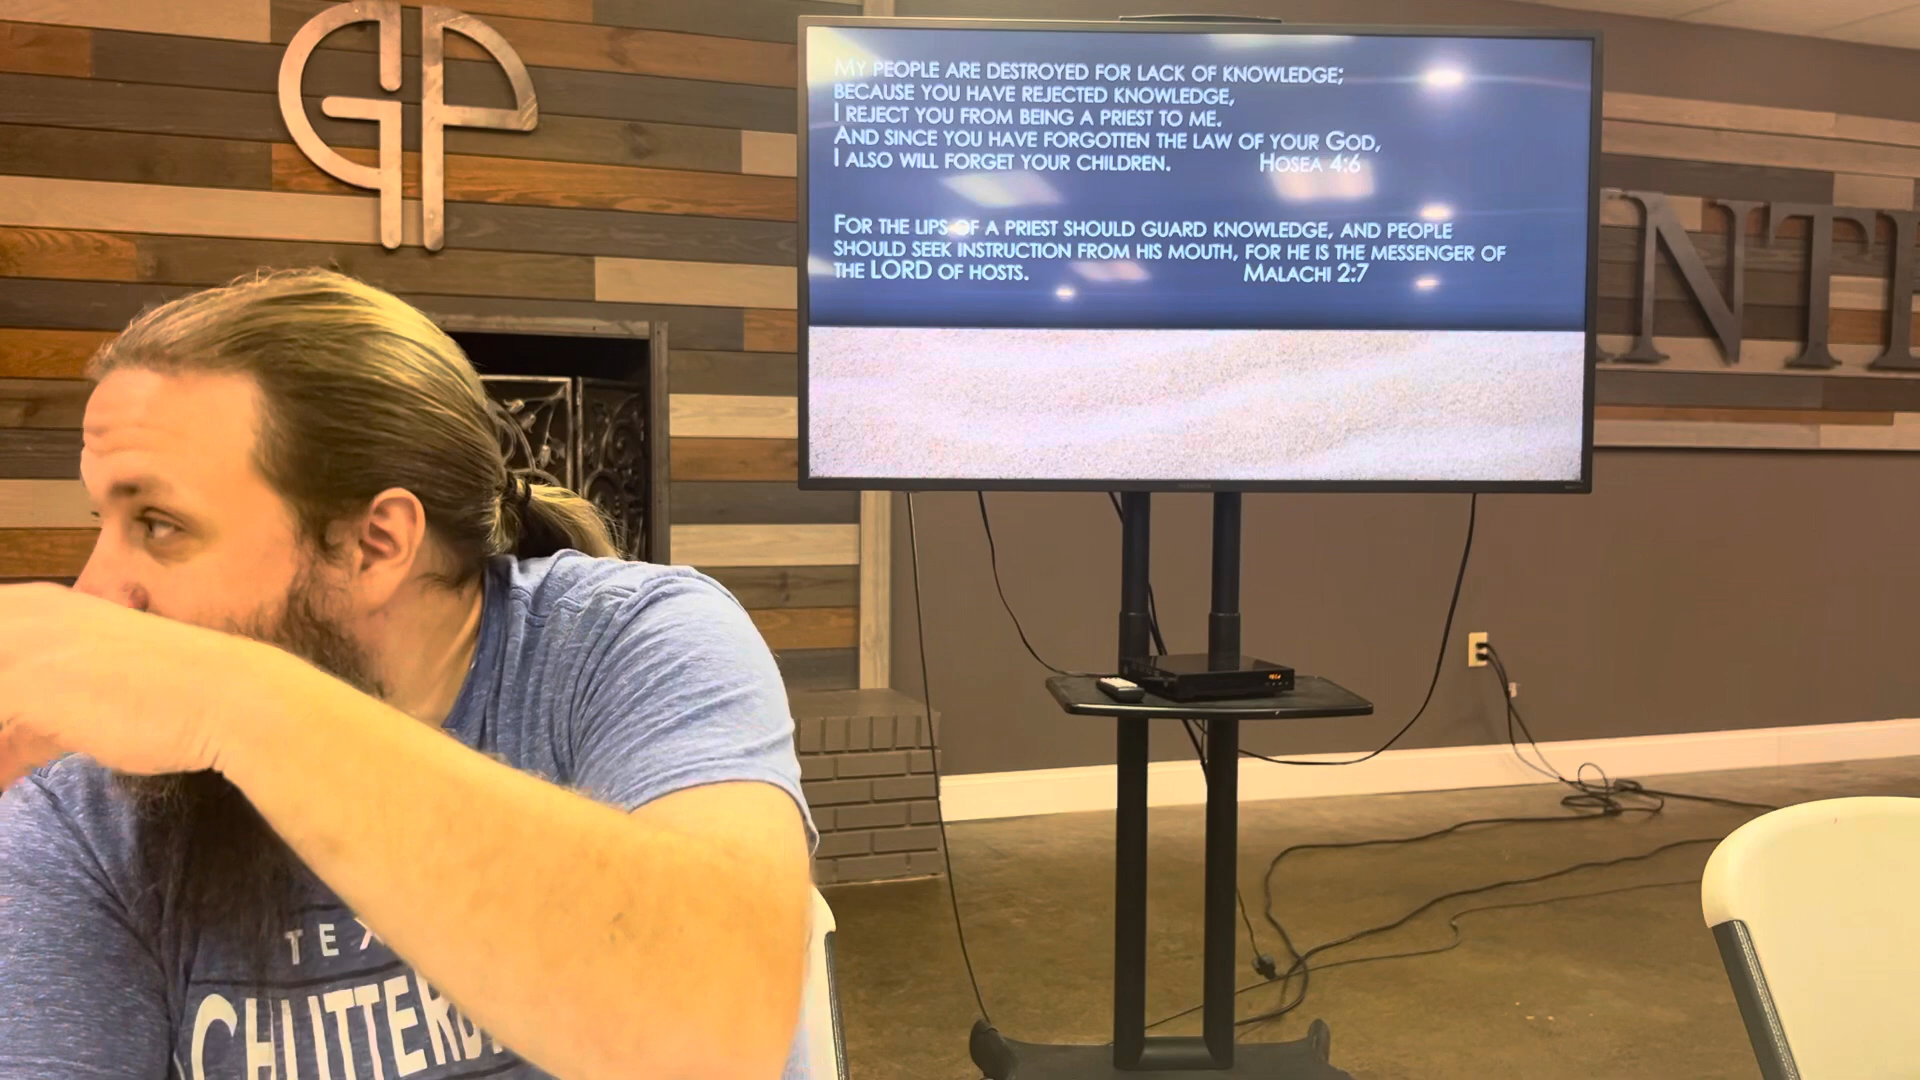 GP
MY PEOPLE ARE DESTROYED FOR LACK OF KNOWLEDGE;
BECAUSE YOU HAVE REJECTED KNOWLEDGE,
I REJECT YOU FROM BEING A PRIEST TO ME.
AND SINCE YOU HAVE FORGOTTEN THE LAW OF YOUR GOD,
I ALSO WILL FORGET YOUR CHILDREN. HOSEA 4:6
FOR THE LIPS OF A PRIEST SHOULD GUARD KNOWLEDGE, AND PEOPLE
SHOULD SEEK INSTRUCTION FROM HIS MOUTH, FOR HE IS THE MESSENGER OF
THE LORD OF HOSTS. MALACHI 2:7